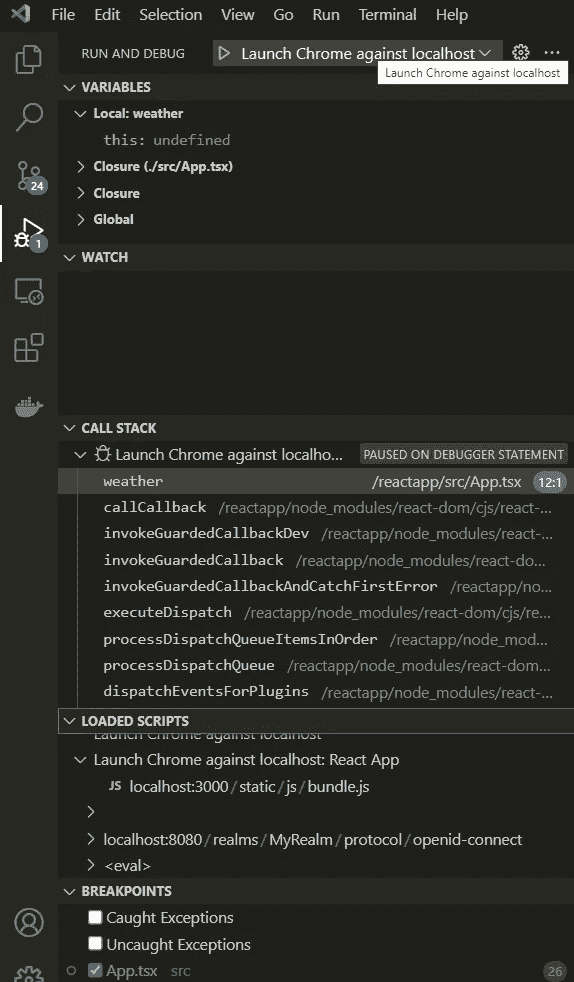 File Edit Selection View Go Run Terminal Help
RUN AND DEBUG Launch Chrome against localhost
Launch Chrome against localhost
VARIABLES
Local: weather
this: undefined
Closure (./src/App.tsx)
24
Closure
Global
1
WATCH
CALL STACK
Launch Chrome against localho... PAUSED ON DEBUGGER STATEMENT
weather /reactapp/src/App.tsx 12:1
callCallback /reactapp/node_modules/react-dom/cjs/react-...
invokeGuardedCallbackDev /reactapp/node_modules/react-...
invokeGuardedCallback /reactapp/node_modules/react-do...
invokeGuardedCallbackAndCatchFirstError /reactapp/no...
executeDispatch /reactapp/node_modules/react-dom/cjs/re...
processDispatchQueueItemsInOrder /reactapp/node_mod...
processDispatchQueue /reactapp/node_modules/react-dom...
dispatchEventsForPlugins /reactapp/node_modules/react-...
LOADED SCRIPTS
Launch Chrome against localhost
Launch Chrome against localhost: React App
JS localhost:3000/static/js/bundle.js
localhost:8080/realms/MyRealm/protocol/openid-connect
<eval>
BREAKPOINTS
Caught Exceptions
Uncaught Exceptions
App.tsx src 26